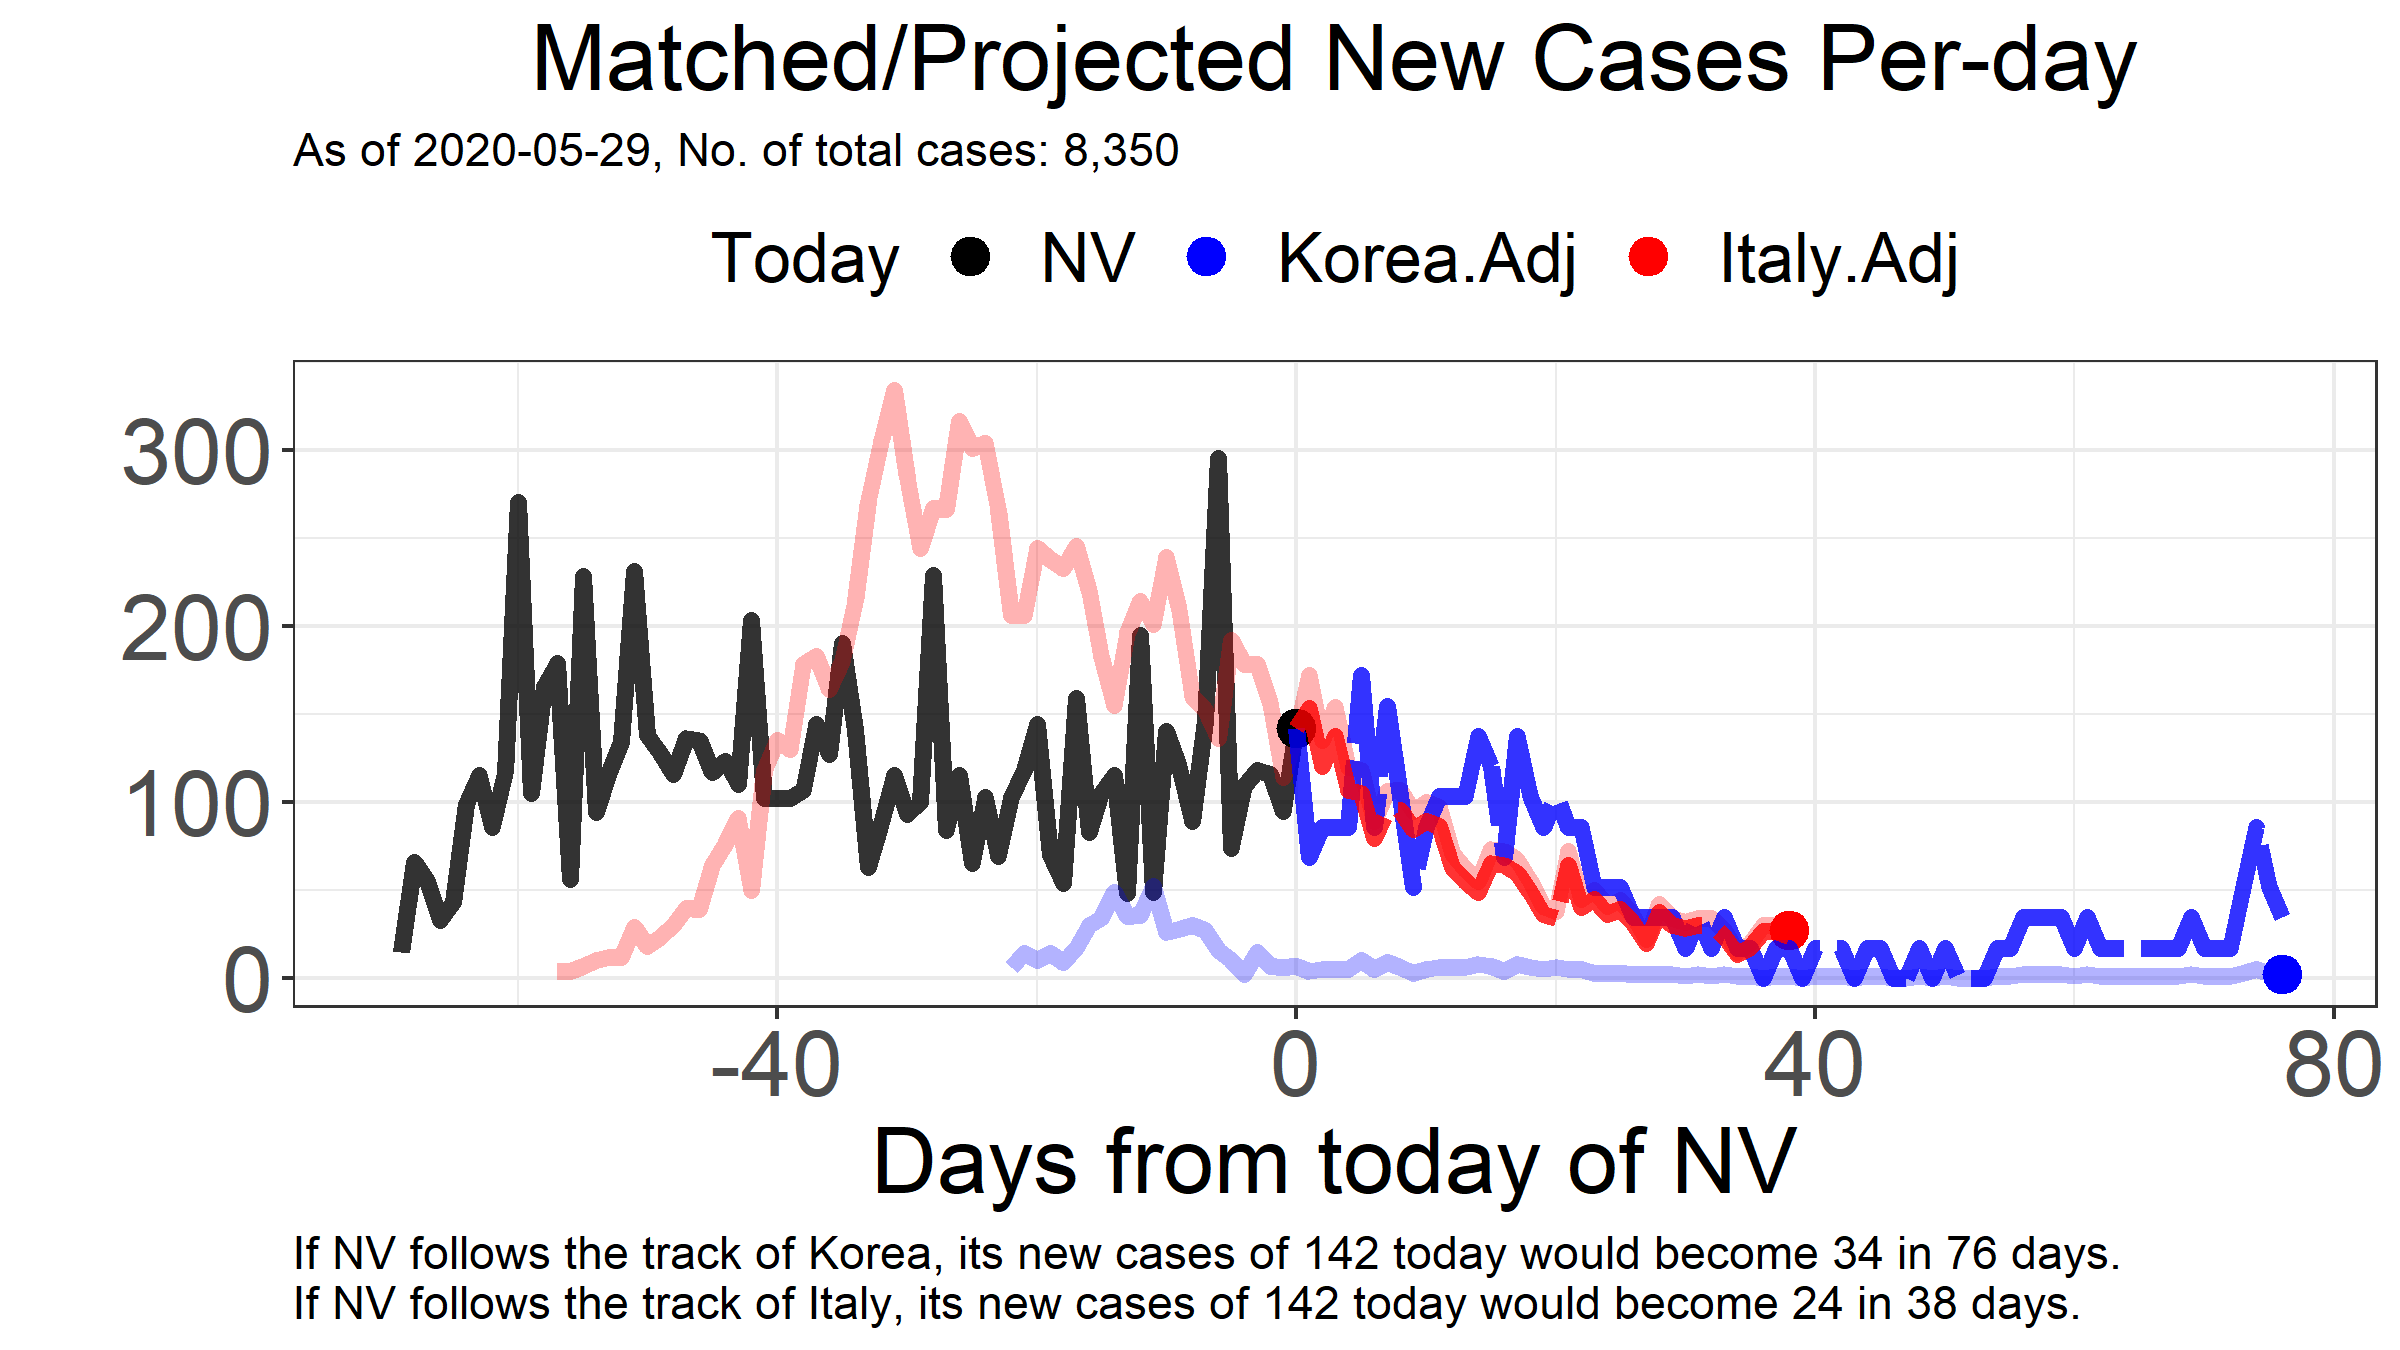 Matched/Projected New Cases Per-day
As of 2020-05-29, No. of total cases: 8,350
Today NV Korea.Adj Italy.Adj
300
200
100
0
-40 0 40 80
Days from today of NV
If NV follows the track of Korea, its new cases of 142 today would become 34 in 76 days.
If NV follows the track of Italy, its new cases of 142 today would become 24 in 38 days.